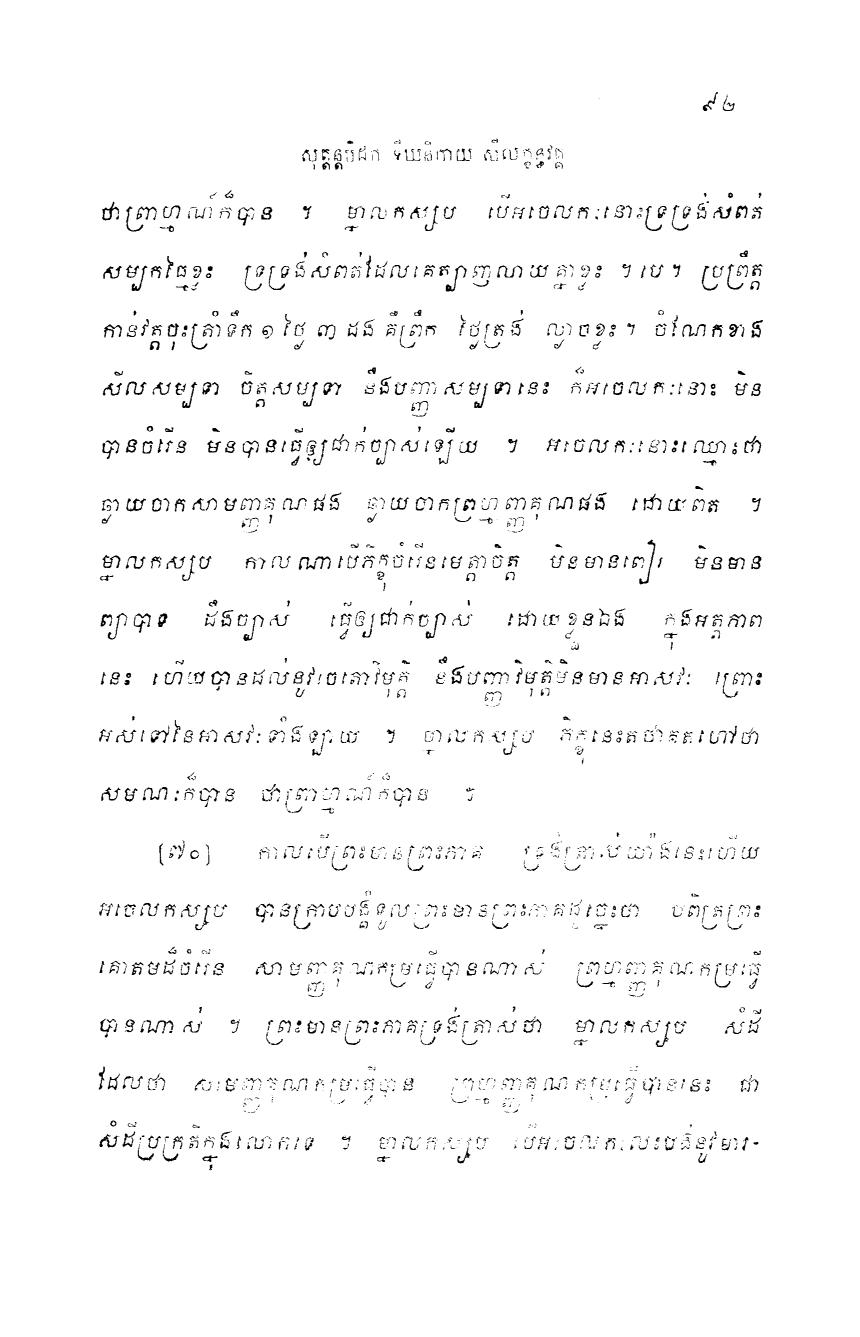 ៩២
សុត្តន្តបិដក ទីឃនិកាយ សីលក្ខន្ធវគ្គ
ថាព្រាហ្មណ៍ក៏បាន ។ ម្នាលកស្សប បើអចេលកៈនោះទ្រទ្រង់សំពត់
សម្បកឆ្មៃខ្លះ ទ្រទ្រង់សំពត់ដែលគេត្បាញលាយគ្នាខ្លះ ។ បេ ។ ប្រព្រឹត្ត
កាន់វត្តចុះត្រាំទឹក ១ ថ្ងៃ ៣ ដង គឺព្រឹក ថ្ងៃត្រង់ ល្ងាចខ្លះ ។ ចំណែកខាង
សីលសម្បទា ចិត្តសម្បទា នឹងបញ្ញាសម្បទានេះ ក៏អចេលកៈនោះ មិន
បានចំរើន មិនបានធ្វើឲ្យជាក់ច្បាស់ឡើយ ។ អចេលកៈនោះឈ្មោះថា
ឆ្ងាយចាកសាមញ្ញគុណផង ឆ្ងាយចាកព្រហ្មញ្ញគុណផង ដោយពិត ។
ម្នាលកស្សប កាលណាបើភិក្ខុចំរើនមេត្តាចិត្ត មិនមានពៀរ មិនមាន
ព្យាបាទ ដឹងច្បាស់ ធ្វើឲ្យជាក់ច្បាស់ ដោយខ្លួនឯង ក្នុងអត្តភាព
នេះ ហើយបានដល់នូវចេតោវិមុត្តិ នឹងបញ្ញាវិមុត្តិមិនមានអាសវៈ ព្រោះ
អស់ទៅនៃអាសវៈទាំងឡាយ ។ ម្នាលកស្សប ភិក្ខុនេះតថាគតហៅថា
សមណៈក៏បាន ថាព្រាហ្មណ៍ក៏បាន ។
[៧០] កាលបើព្រះមានព្រះភាគ ទ្រង់ត្រាស់យ៉ាងនេះហើយ
អចេលកស្សប បានក្រាបបង្គំទូលព្រះមានព្រះភាគដូច្នេះថា បពិត្រព្រះ
គោតមដ៏ចំរើន សាមញ្ញគុណកម្រធ្វើបានណាស់ ព្រហ្មញ្ញគុណកម្រធ្វើ
បានណាស់ ។ ព្រះមានព្រះភាគទ្រង់ត្រាស់ថា ម្នាលកស្សប សំដី
ដែលថា សាមញ្ញគុណកម្រធ្វើបាន ព្រហ្មញ្ញគុណកម្រធ្វើបាននេះ ជា
សំដីប្រក្រតីក្នុងលោកទេ ។ ម្នាលកស្សប បើអចេលកៈលះបង់នូវមារ-